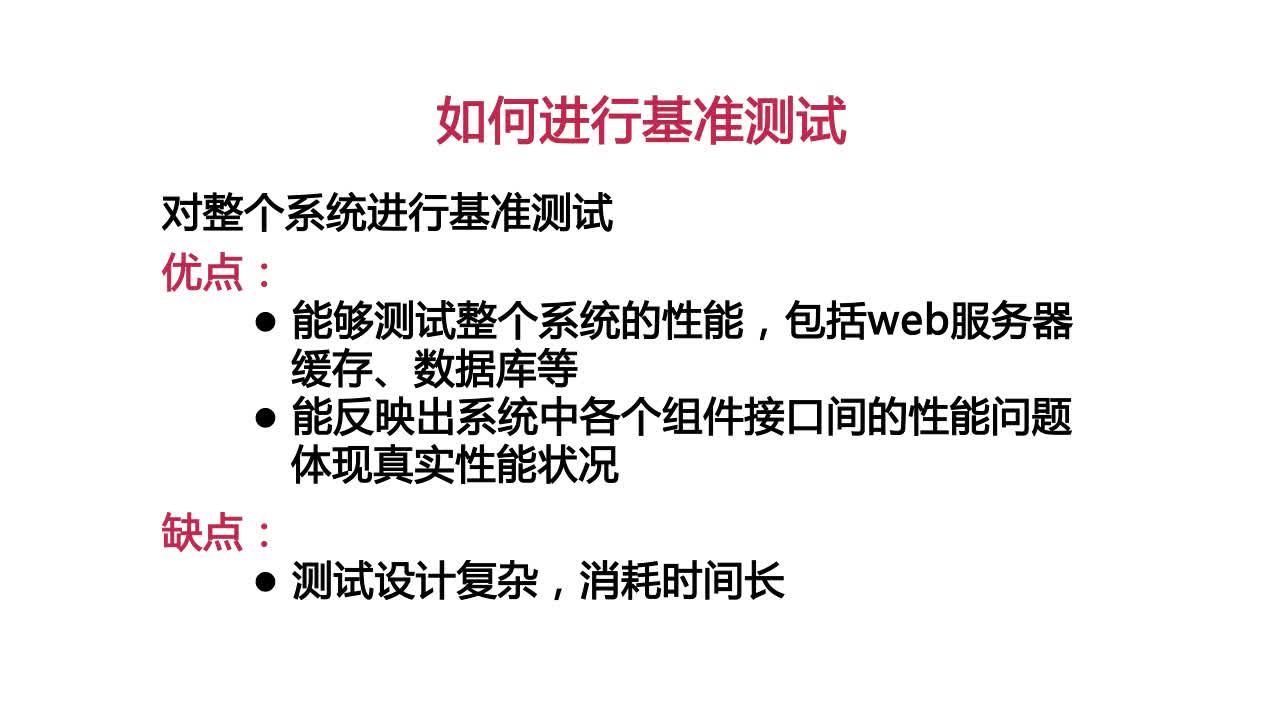 如何进行基准测试
对整个系统进行基准测试
优点：
● 能够测试整个系统的性能，包括web服务器
缓存、数据库等
● 能反映出系统中各个组件接口间的性能问题
体现真实性能状况
缺点：
● 测试设计复杂，消耗时间长